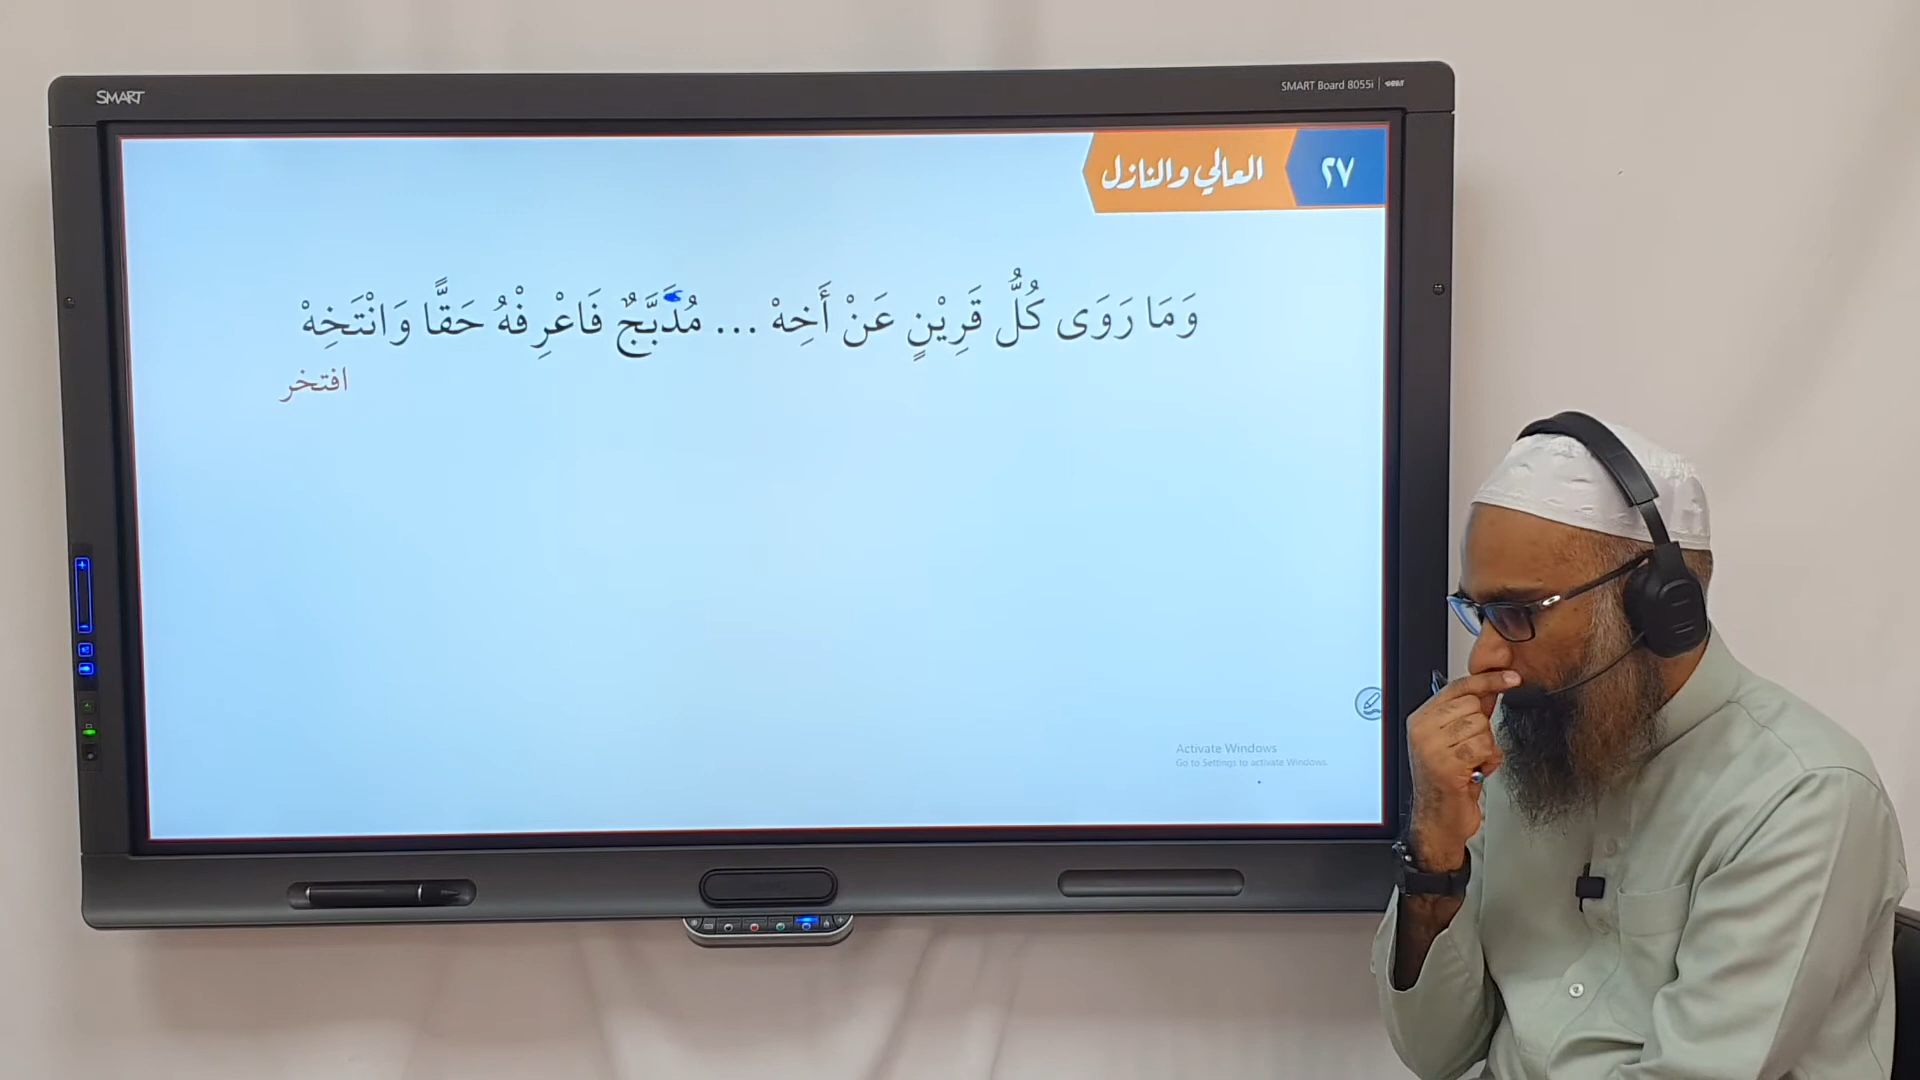 SMART
SMART Board 8055i
٢٧ العالي والنازل
وَمَا رَوَى كُلُّ قَرِيْنٍ عَنْ أَخِهْ ... مُدَبَّجٌ فَاعْرِفْهُ حَقًّا وَانْتَخِهْ
افتخر
Activate Windows
Go to Settings to activate Windows.